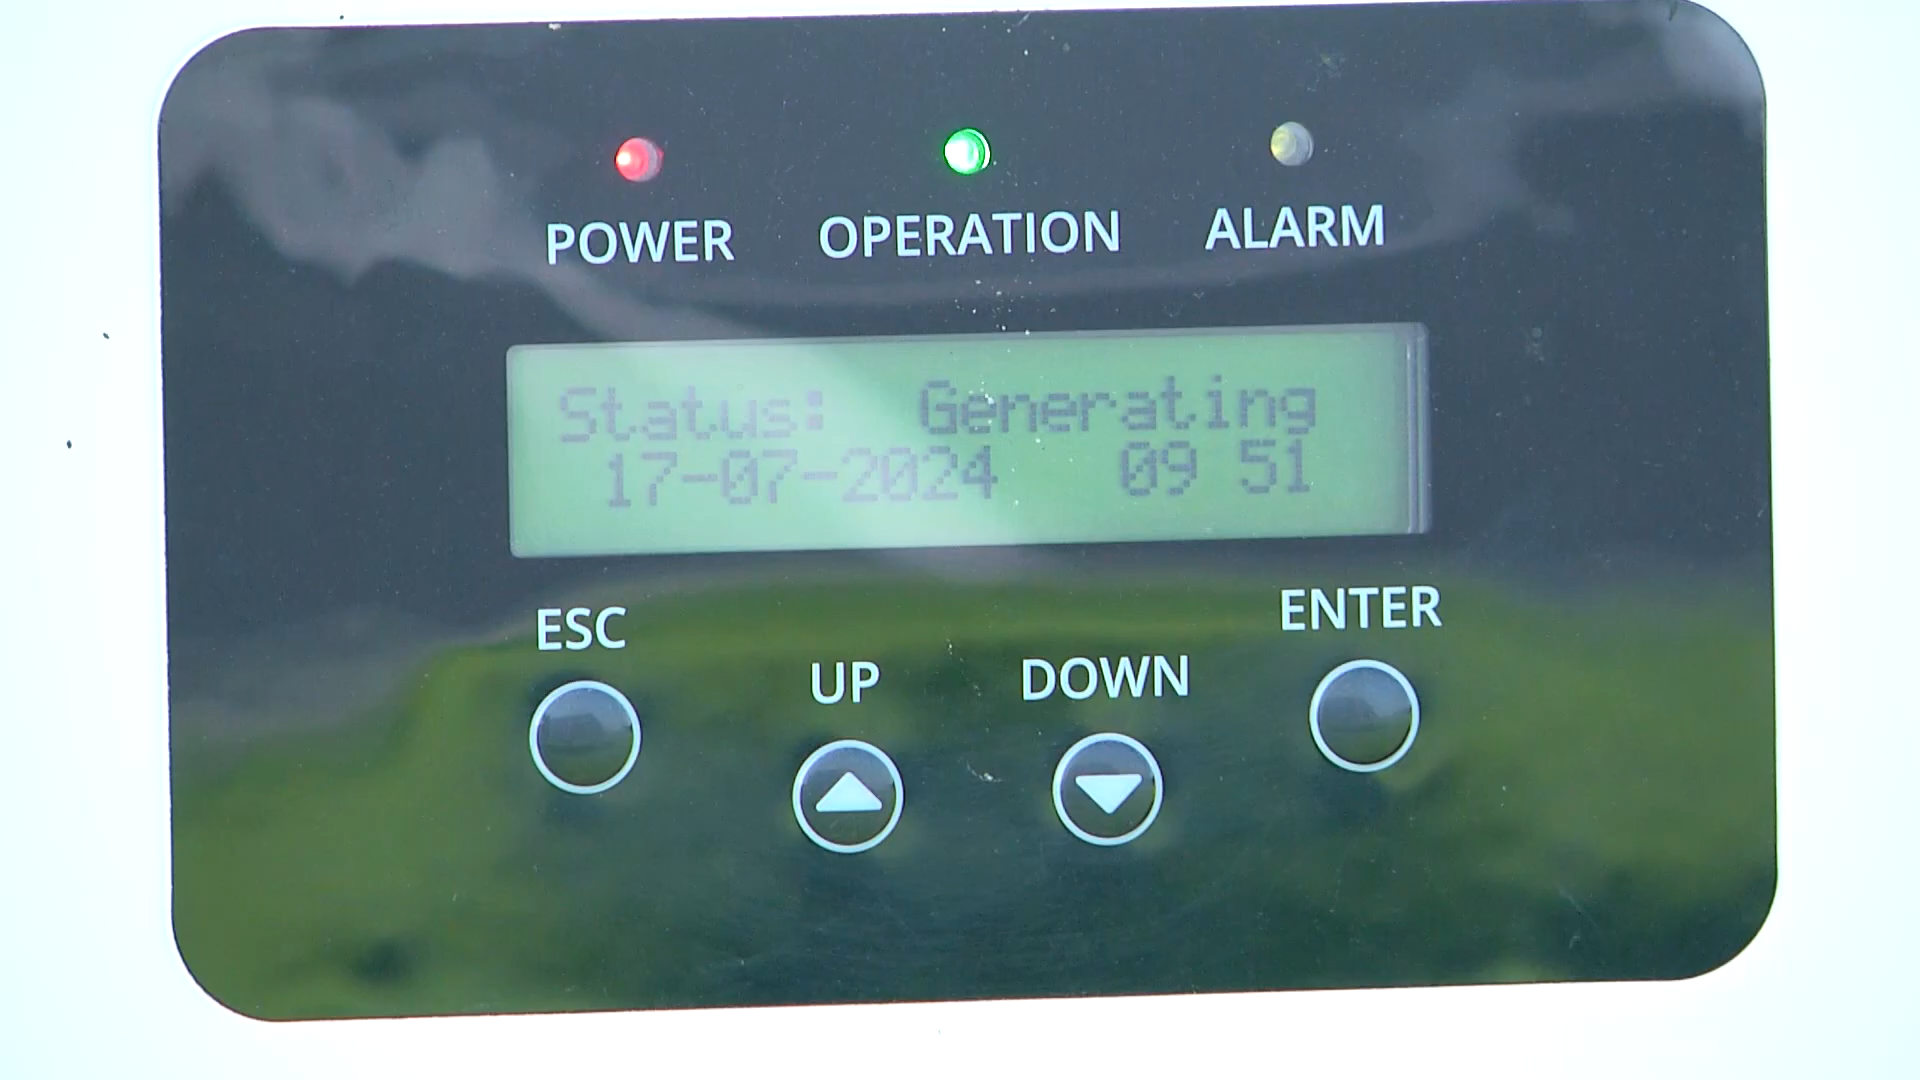 POWER OPERATION ALARM
Status: Generating
17-07-2024 09 51
ESC UP DOWN ENTER